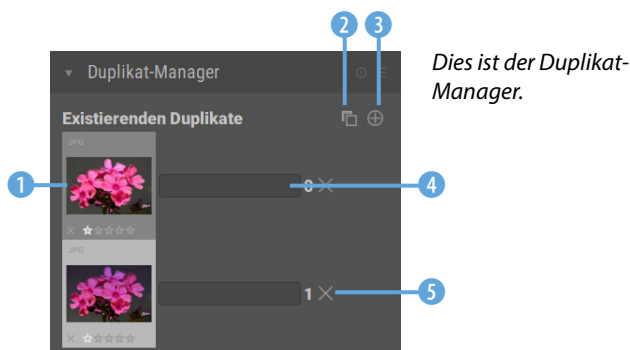 2 3
Duplikat-Manager
Dies ist der Duplikat-
Manager.
Existierenden Duplikate
JPG
1
0
4
JPG
1
5